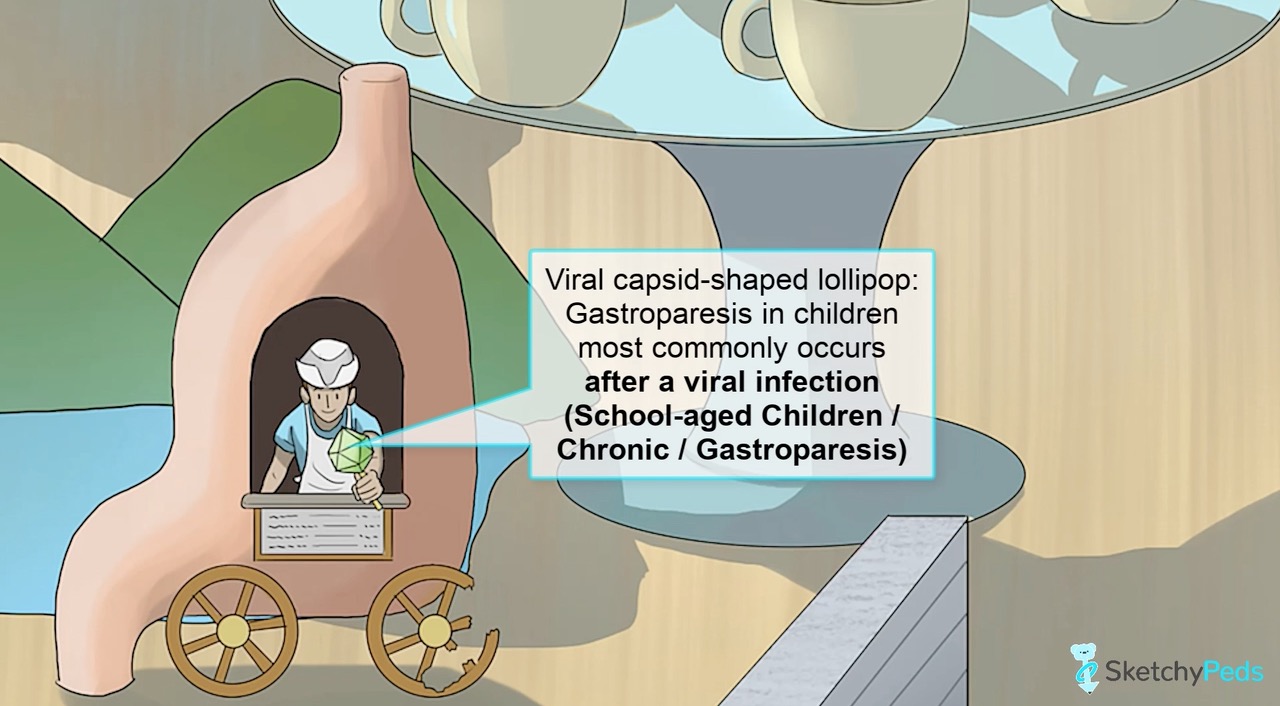 Viral capsid-shaped lollipop:
Gastroparesis in children
most commonly occurs
after a viral infection
(School-aged Children /
Chronic / Gastroparesis)
SketchyPeds